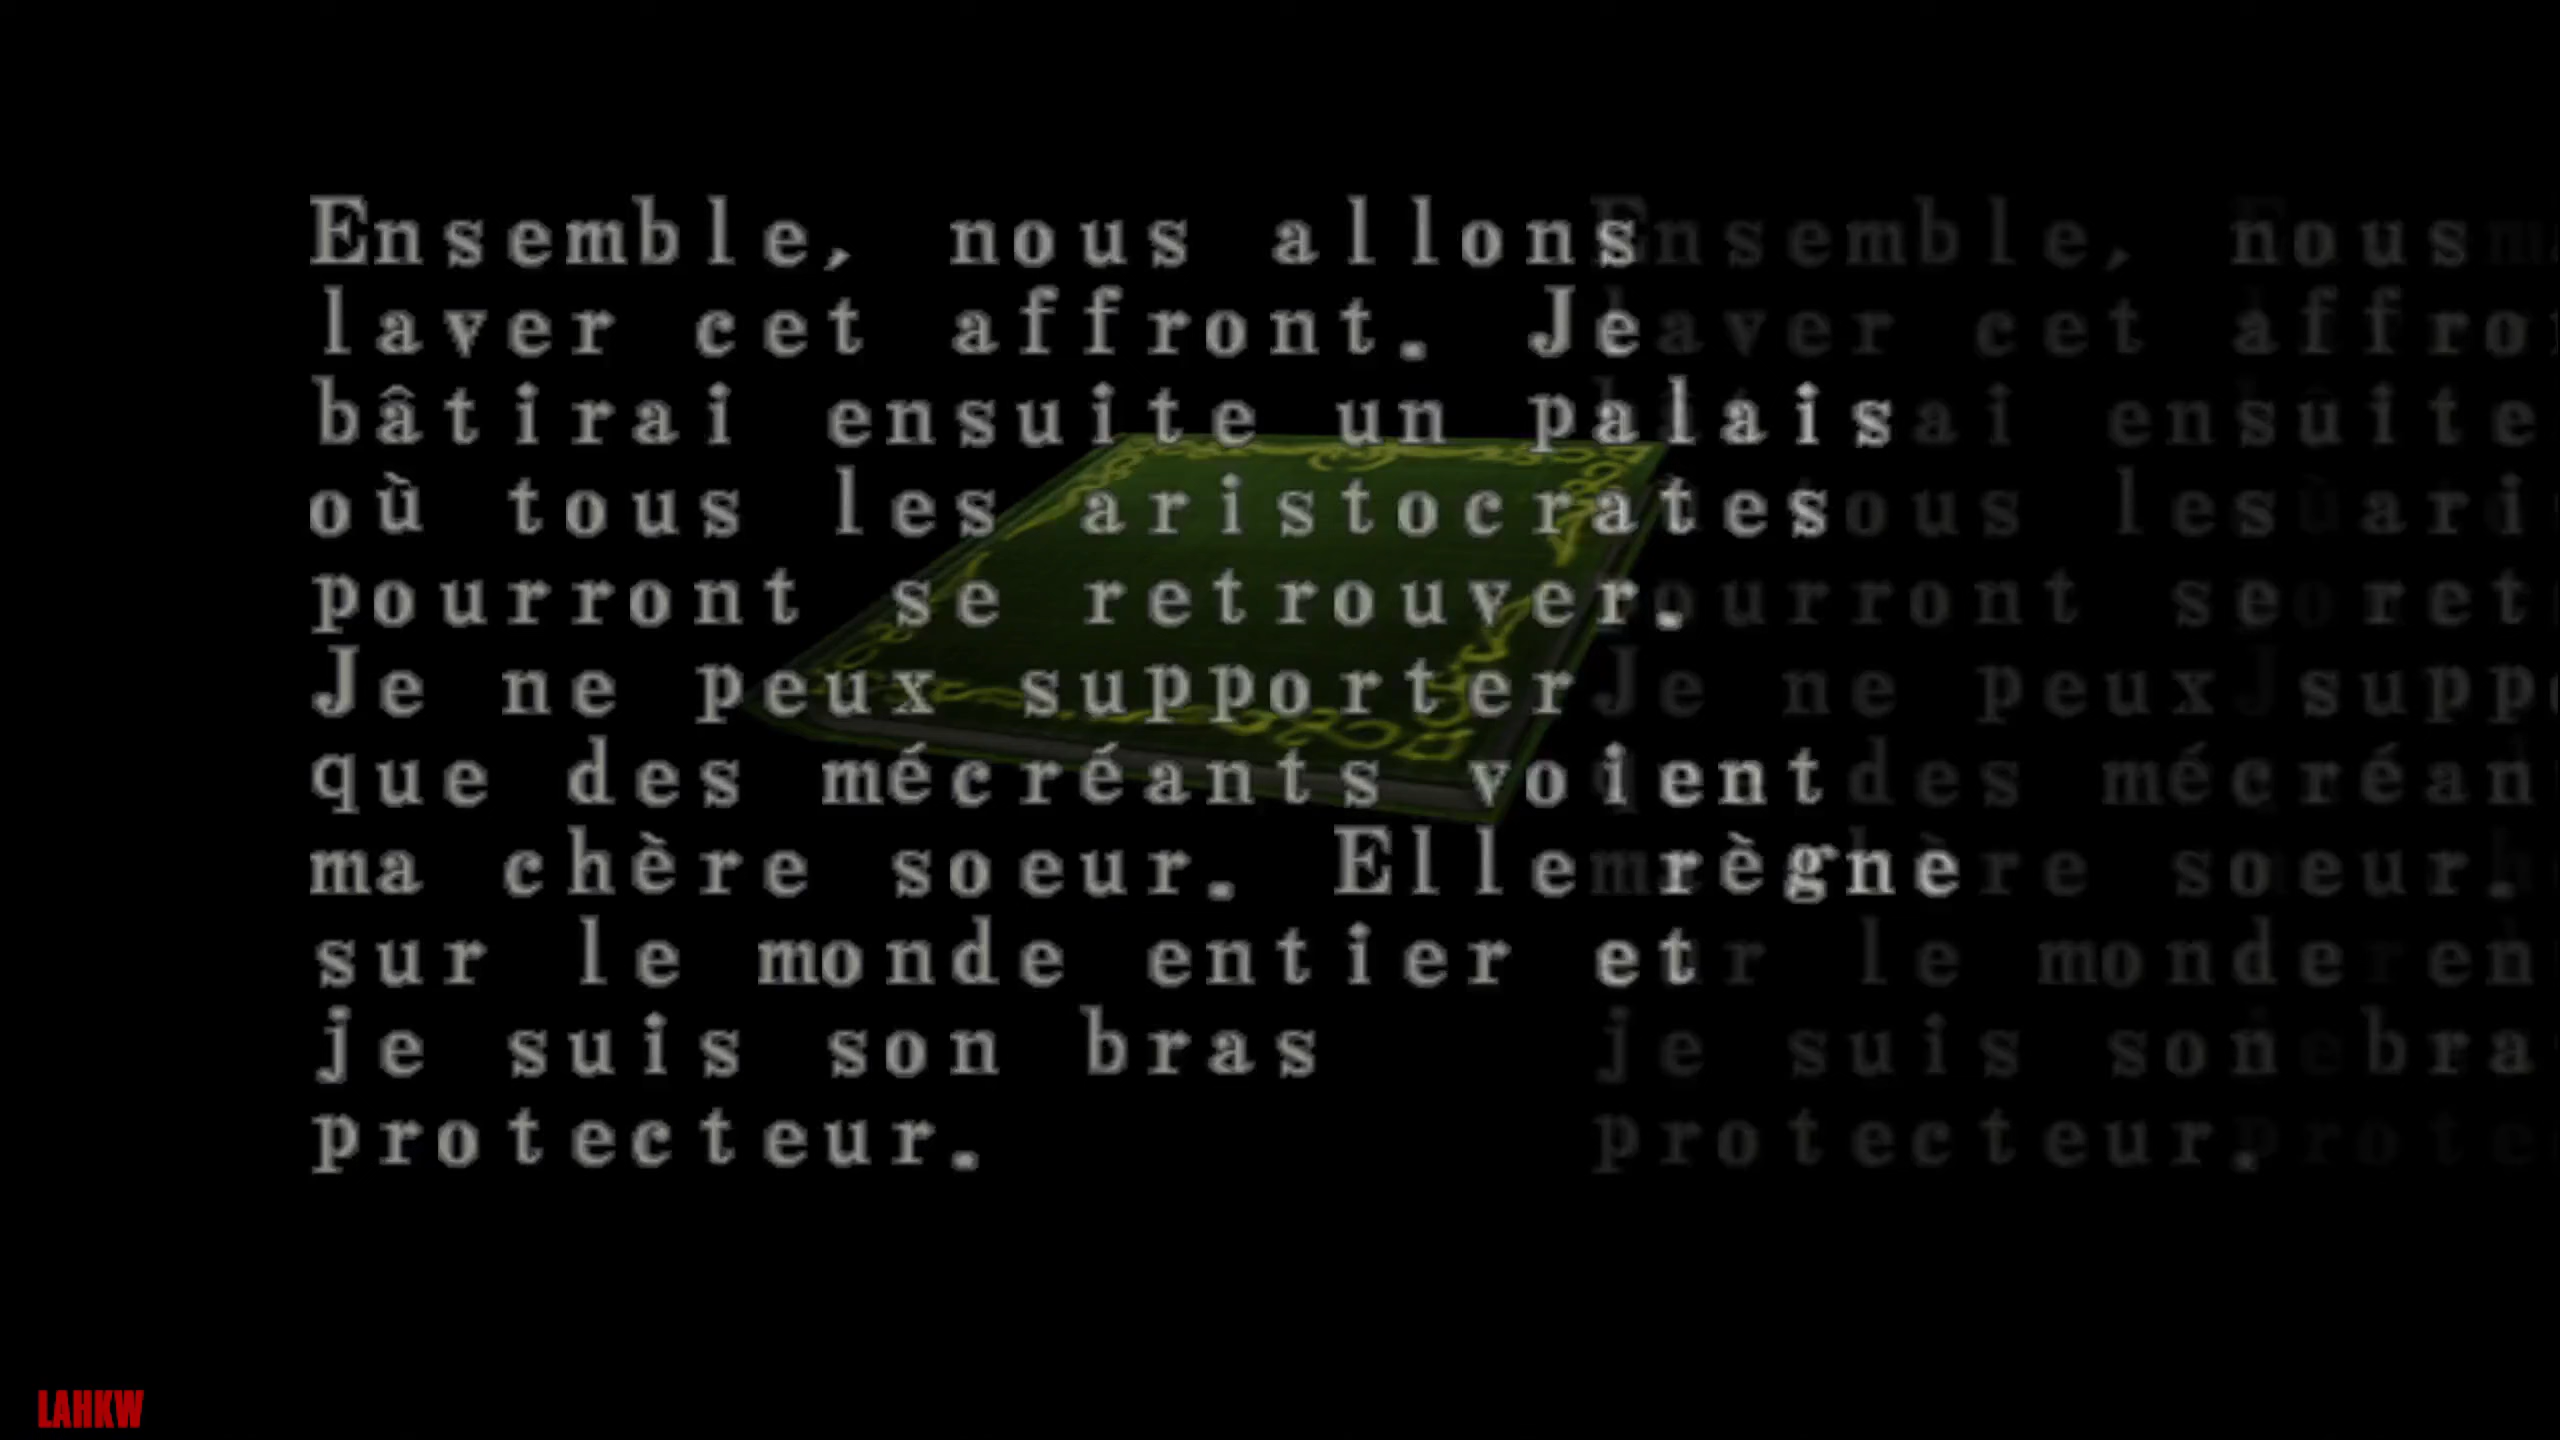 Ensemble, nous allons
laver cet affront. Je
bâtirai ensuite un palais
où tous les aristocrates
pourront se retrouver.
Je ne peux supporter
que des mécréants voient
ma chère soeur. Elle règne
sur le monde entier et
je suis son bras
protecteur.
LAHKW